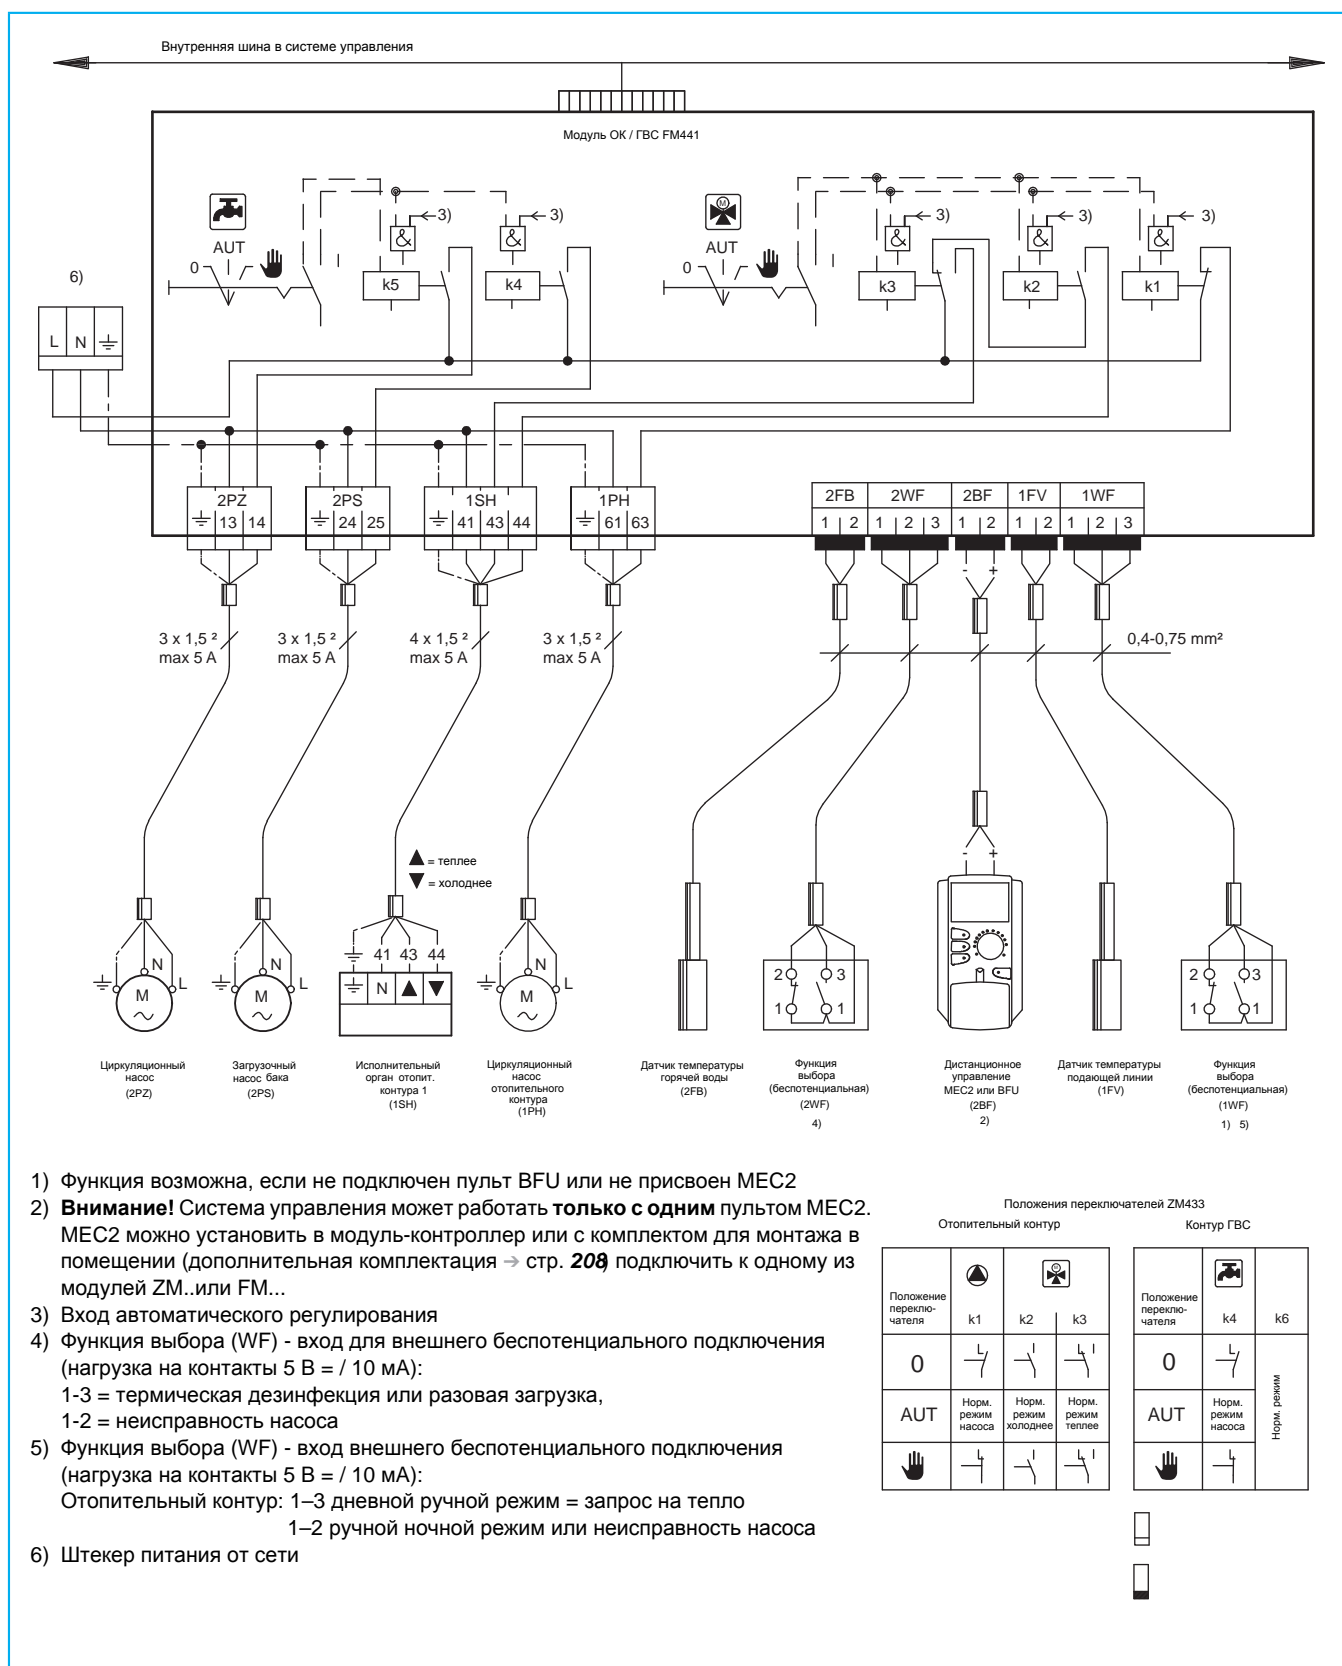 Внутренняя шина в системе управления
Модуль ОК / ГВС FM441
3) 3) 3) 3) 3)
AUT AUT
& & & & &
0 0
6)
k5 k4 k3 k2 k1
L N
2PZ 2PS 1SH 1PH
13 14 24 25 41 43 44 61 63
2FB 2WF 2BF 1FV 1WF
1 2 1 2 3 1 2 1 2 1 2 3
- +
3 x 1,5 ² 3 x 1,5 ² 4 x 1,5 ² 3 x 1,5 ²
max 5 A max 5 A max 5 A max 5 A
0,4-0,75 mm²
▲ = теплее
▼ = холоднее
- +
41 43 44
N L N L N ▲ ▼ N L
M M M
~ ~ ~
2 3 2 3
1 1 1 1
Циркуляционный
насос
(2PZ)
Загрузочный
насос бака
(2PS)
Исполнительный
орган отопит.
контура 1
(1SH)
Циркуляционный
насос
отопительного
контура
(1PH)
Датчик температуры
горячей воды
(2FB)
Функция
выбора
(беспотенциальная)
(2WF)
4)
Дистанционное
управление
MEC2 или BFU
(2BF)
2)
Датчик температуры
подающей линии
(1FV)
Функция
выбора
(беспотенциальная)
(1WF)
1) 5)
1) Функция возможна, если не подключен пульт BFU или не присвоен MEC2
2) Внимание! Система управления может работать только с одним пультом MEC2.
MEC2 можно установить в модуль-контроллер или с комплектом для монтажа в
помещении (дополнительная комплектация → стр. 208) подключить к одному из
модулей ZM..или FM...
3) Вход автоматического регулирования
4) Функция выбора (WF) - вход для внешнего беспотенциального подключения
(нагрузка на контакты 5 В = / 10 мА):
1-3 = термическая дезинфекция или разовая загрузка,
1-2 = неисправность насоса
5) Функция выбора (WF) - вход внешнего беспотенциального подключения
(нагрузка на контакты 5 В = / 10 мА):
Отопительный контур: 1–3 дневной ручной режим = запрос на тепло
1–2 ручной ночной режим или неисправность насоса
6) Штекер питания от сети
Положения переключателей ZM433
Отопительный контур
Положение
переклю-
чателя
k1 k2 k3
0
AUT
Норм.
режим
насоса
Норм.
режим
холоднее
Норм.
режим
теплее
Контур ГВС
Положение
переклю-
чателя
k4 k6
0
AUT
Норм.
режим
насоса
Норм. режим